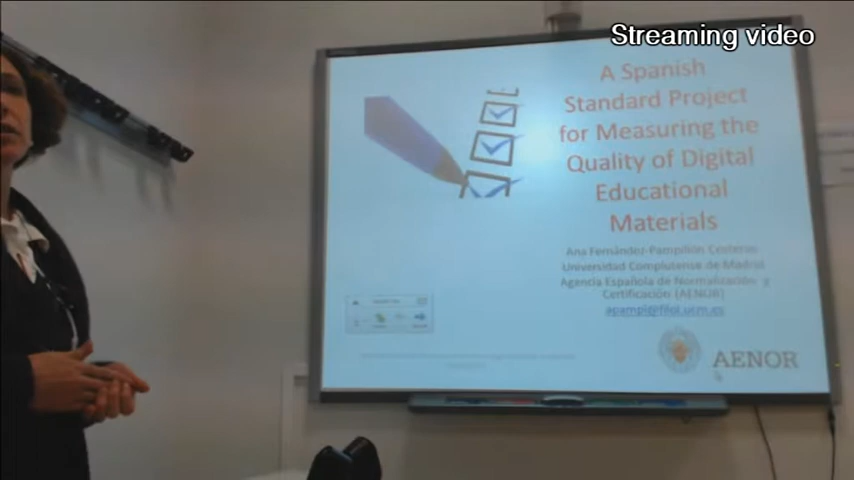 Streaming video
A Spanish
Standard Project
for Measuring the
Quality of Digital
Educational
Materials
Ana Fernández-Pampillón Cesteros
Universidad Complutense de Madrid
Agencia Española de Normalización y
Certificación (AENOR)
apampi@filol.ucm.es
AENOR